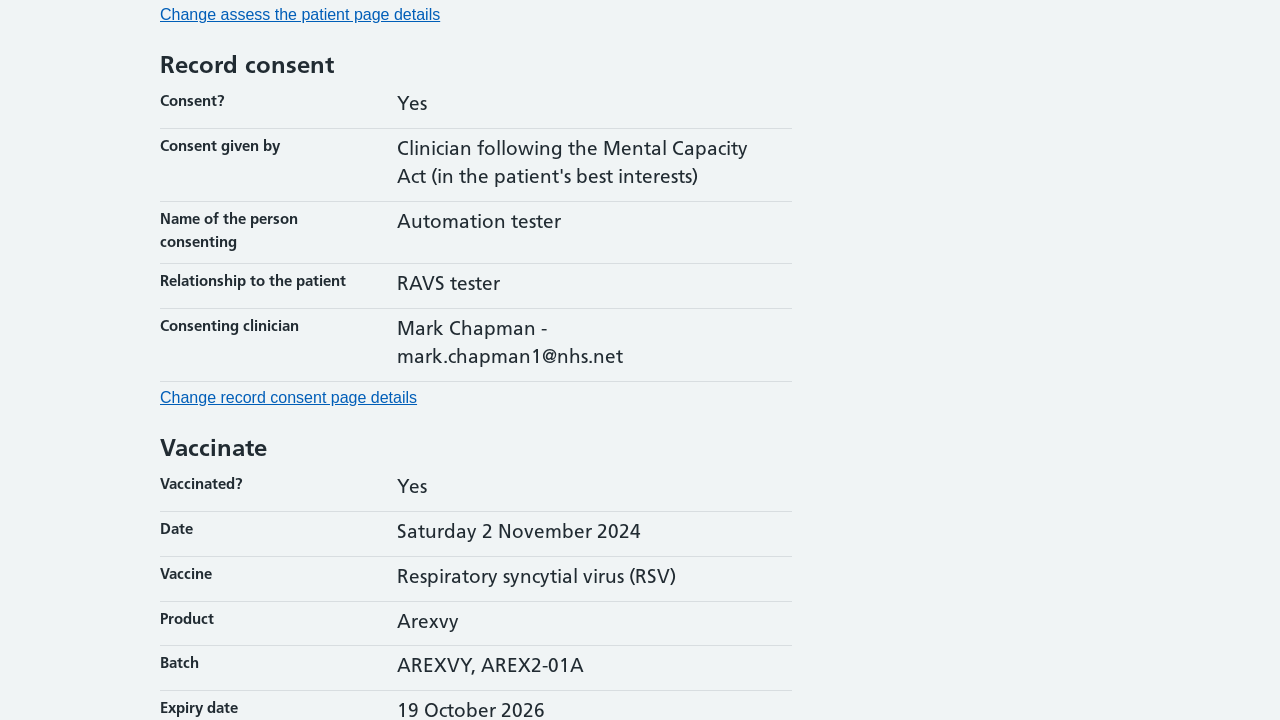 Change assess the patient page details
Record consent
Consent? Yes
Consent given by Clinician following the Mental Capacity
Act (in the patient's best interests)
Name of the person Automation tester
consenting
Relationship to the patient RAVS tester
Consenting clinician Mark Chapman -
mark.chapman1@nhs.net
Change record consent page details
Vaccinate
Vaccinated? Yes
Date Saturday 2 November 2024
Vaccine Respiratory syncytial virus (RSV)
Product Arexvy
Batch AREXVY, AREX2-01A
Expiry date 19 October 2026